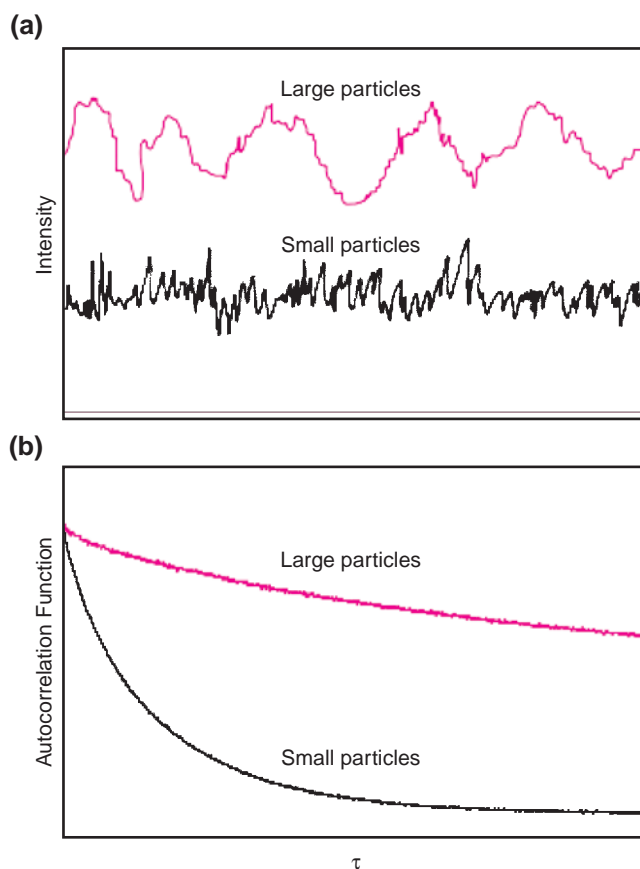 (a)
Large particles
Intensity
Small particles
(b)
Large particles
Autocorrelation Function
Small particles
τ